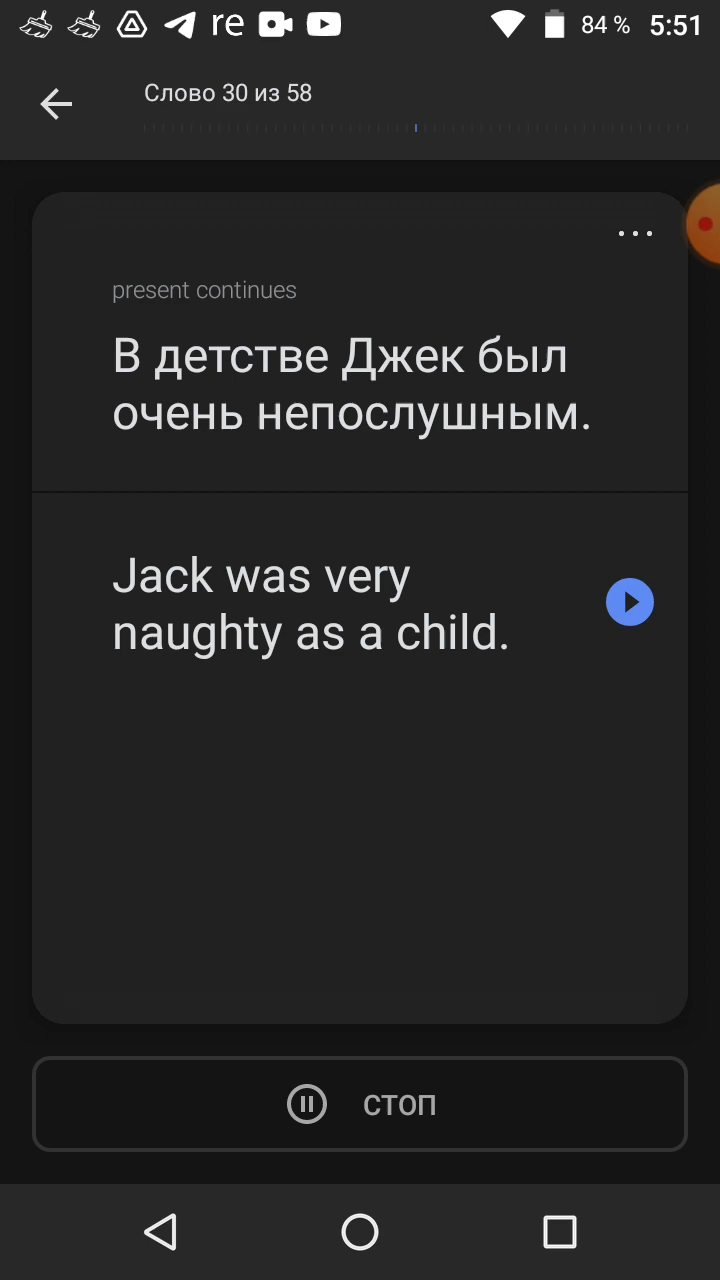 re 84 % 5:51
Слово 30 из 58
present continues
В детстве Джек был
очень непослушным.
Jack was very
naughty as a child.
СТОП